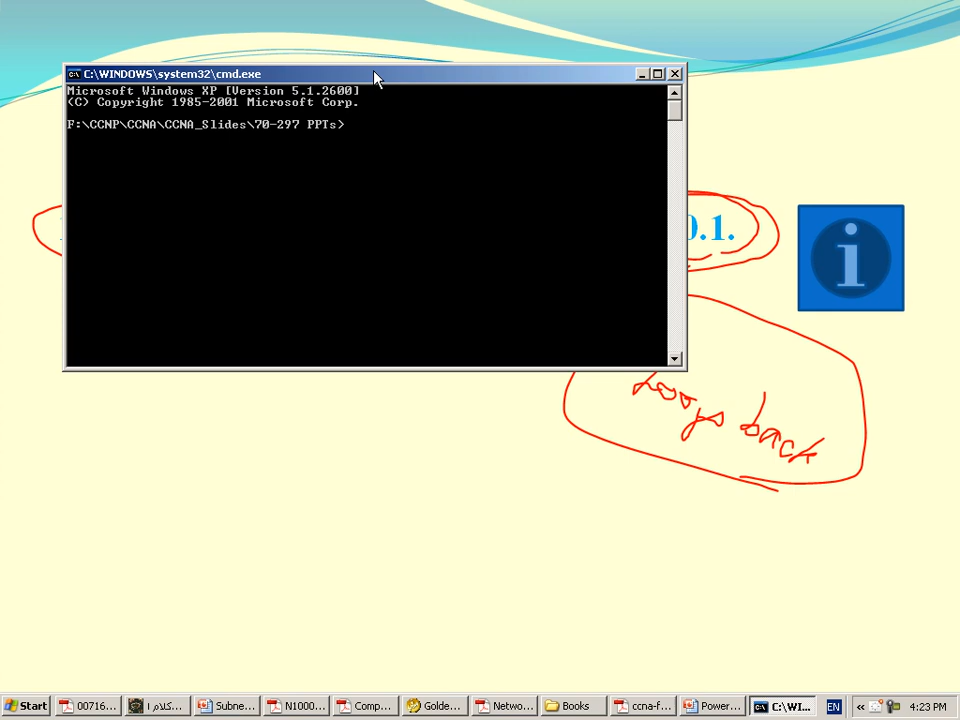 C:\WINDOWS\system32\cmd.exe
Microsoft Windows XP [Version 5.1.2600]
(C) Copyright 1985-2001 Microsoft Corp.
F:\CCNP\CCNA\CCNA_Slides\70-297 PPTs>
0.1.
i
back
Start
00716...
كلام ا...
Subne...
N1000...
Comp...
Golde...
Netwo...
Books
ccna-f...
Power...
C:\WI...
EN
«
4:23 PM